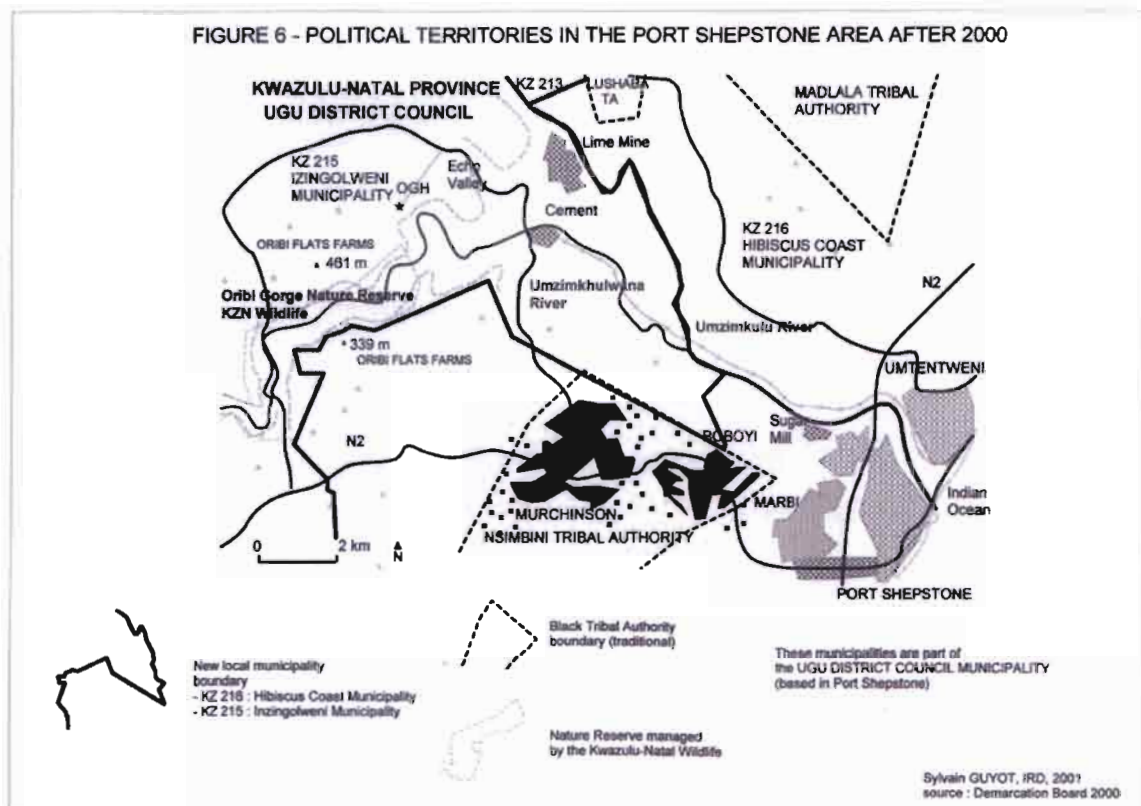 FIGURE 6 - POLITICAL TERRITORIES IN THE PORT SHEPSTONE AREA AFTER 2000
KWAZULU-NATAL PROVINCE
UGU DISTRICT COUNCIL
KZ 213
LUSHABA
TA
MADLALA TRIBAL
AUTHORITY
Lime Mine
KZ 215
IZINGOLWENI
MUNICIPALITY
OGH
Echo
Valley
Cement
KZ 216
HIBISCUS COAST
MUNICIPALITY
ORIBI FLATS FARMS
461 m
N2
Oribi Gorge Nature Reserve
KZN Wildlife
Umzimkhulwana
River
Umzimkulu River
339 m
ORIBI FLATS FARMS
UMTENTWENI
N2
BOBOYI
Sugar
Mill
MURCHINSON
MARBI
Indian
Ocean
NSIMBINI TRIBAL AUTHORITY
0 2 km
N
PORT SHEPSTONE
New local municipality
boundary
- KZ 216 : Hibiscus Coast Municipality
- KZ 215 : Inzingolweni Municipality
Black Tribal Authority
boundary (traditional)
Nature Reserve managed
by the Kwazulu-Natal Wildlife
These municipalities are part of
the UGU DISTRICT COUNCIL MUNICIPALITY
(based in Port Shepstone)
Sylvain GUYOT, IRD, 2001
source : Demarcation Board 2000